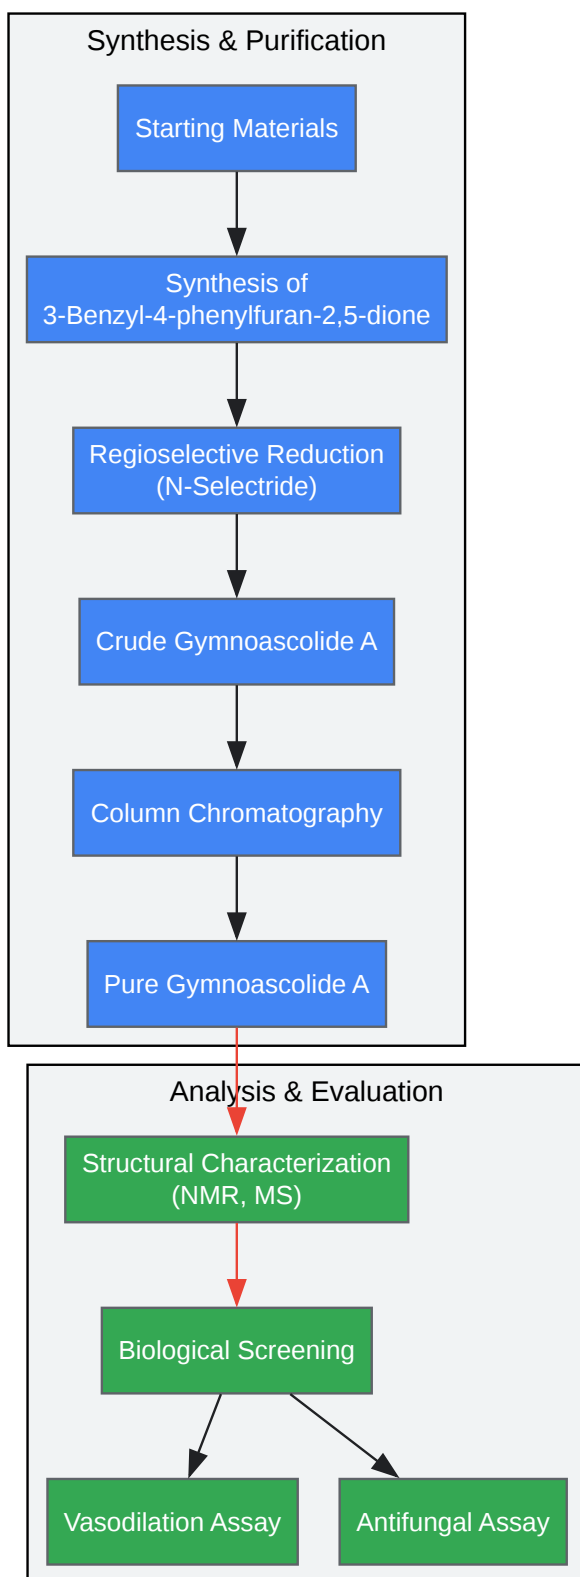 Synthesis & Purification
Starting Materials
Synthesis of
3-Benzyl-4-phenylfuran-2,5-dione
Regioselective Reduction
(N-Selectride)
Crude Gymnoascolide A
Column Chromatography
Pure Gymnoascolide A
Analysis & Evaluation
Structural Characterization
(NMR, MS)
Biological Screening
Vasodilation Assay
Antifungal Assay